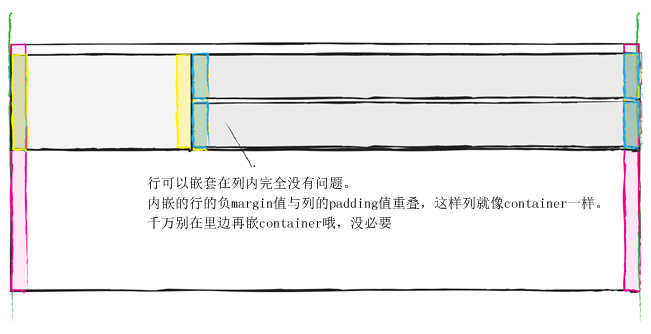 行可以嵌套在列内完全没有问题。
内嵌的行的负margin值与列的padding值重叠，这样列就像container一样。
千万别在里边再嵌container哦，没必要